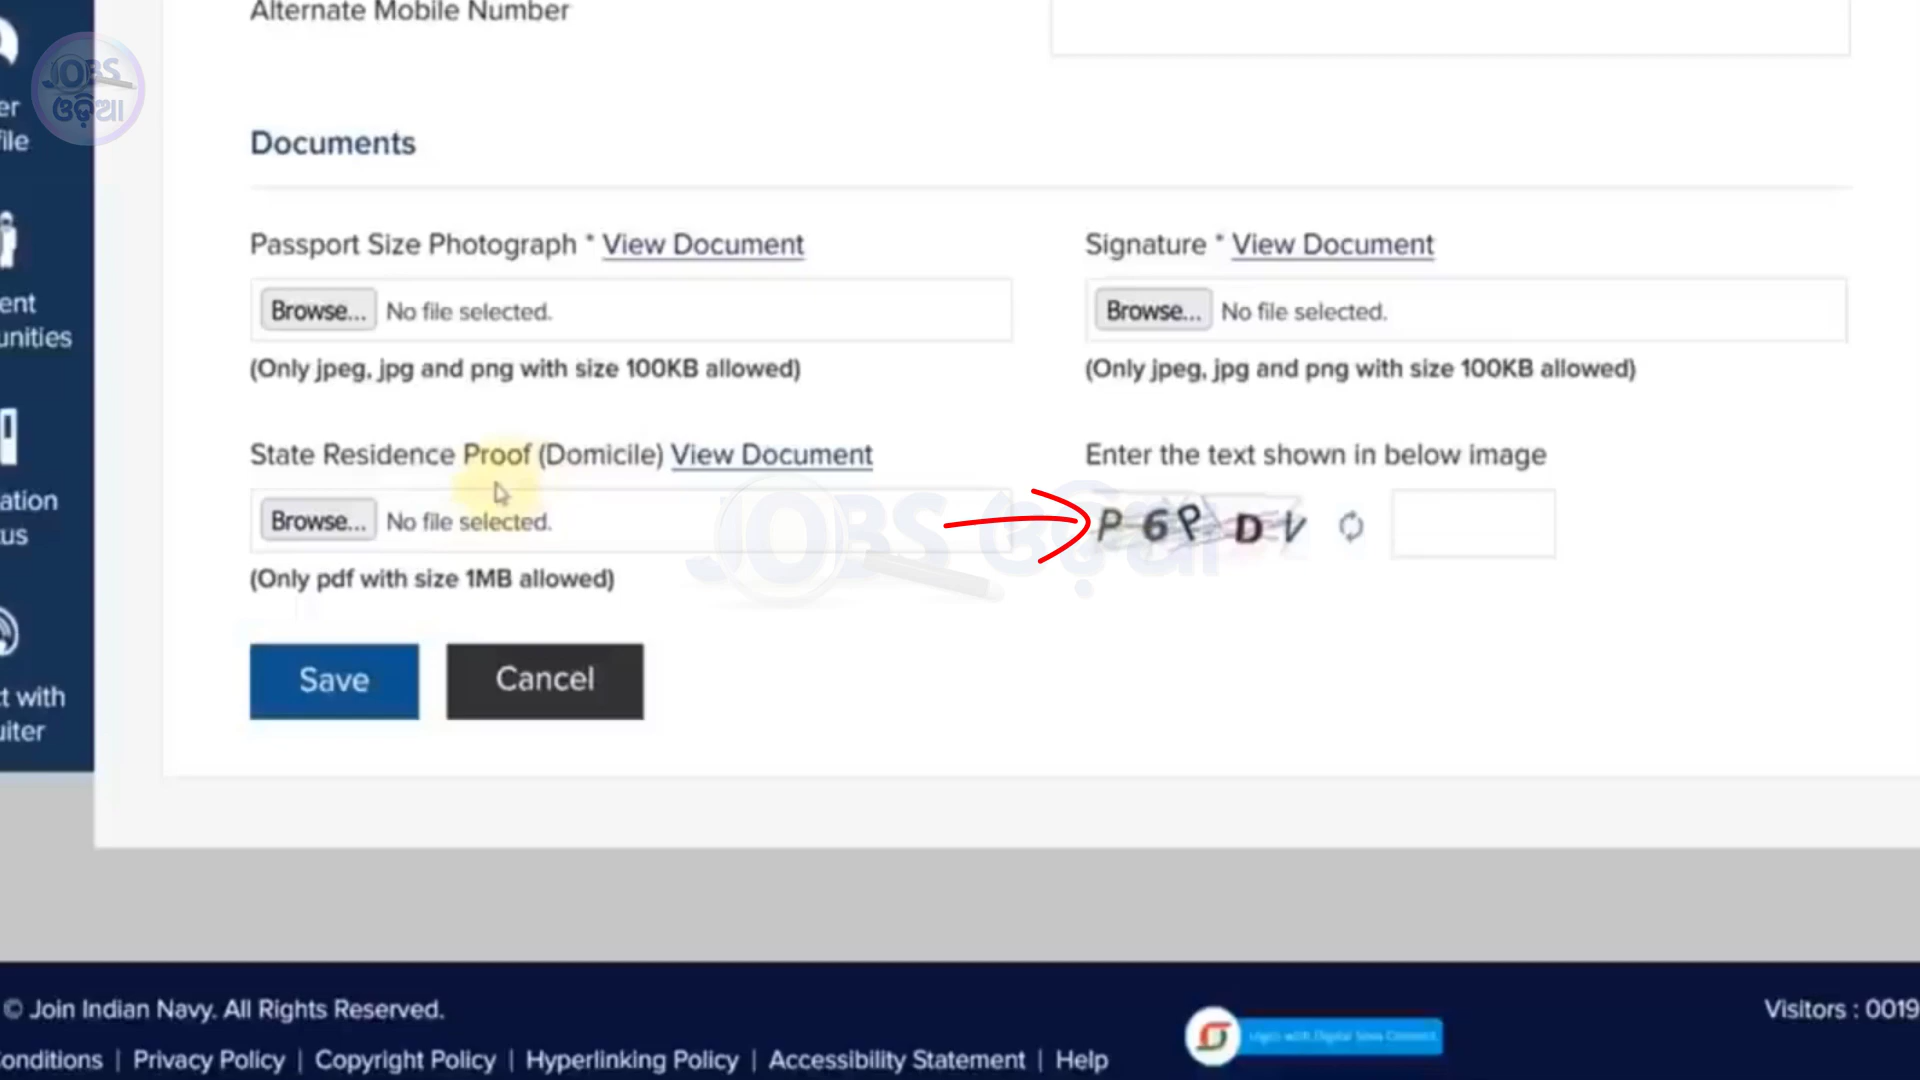 Alternate Mobile Number
JOBS
ଓଡ଼ିଆ
er
file
Documents
Passport Size Photograph * View Document
Signature * View Document
Browse... No file selected.
Browse... No file selected.
(Only jpeg, jpg and png with size 100KB allowed)
(Only jpeg, jpg and png with size 100KB allowed)
ent
unities
State Residence Proof (Domicile) View Document
Enter the text shown in below image
Browse... No file selected.
P 6 P D V
JOBS ଓଡ଼ିଆ
(Only pdf with size 1MB allowed)
ation
us
Save
Cancel
t with
uiter
© Join Indian Navy. All Rights Reserved.
Visitors : 0019
onditions | Privacy Policy | Copyright Policy | Hyperlinking Policy | Accessibility Statement | Help